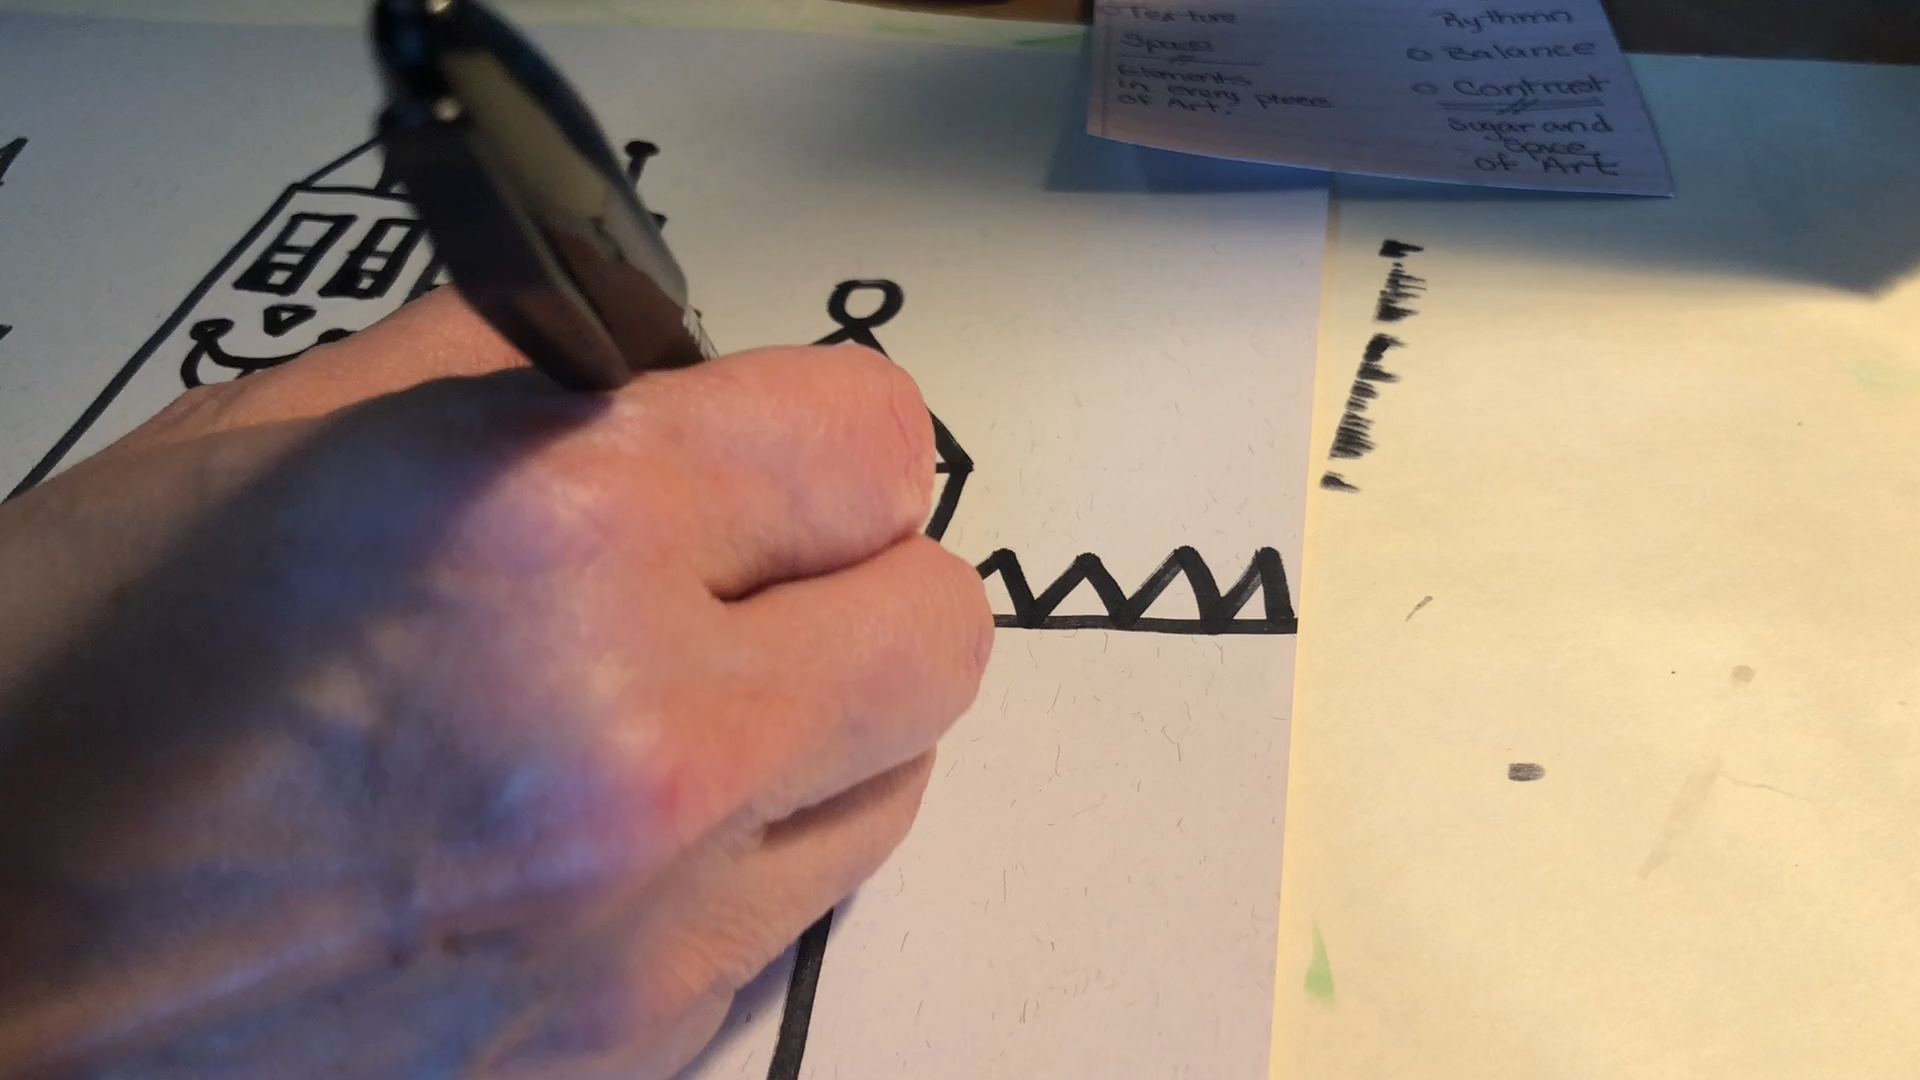 Texture
Space
Elements
in every piece
of Art.
Rythmn
Balance
Contrast
Sugar and
Spice
of Art